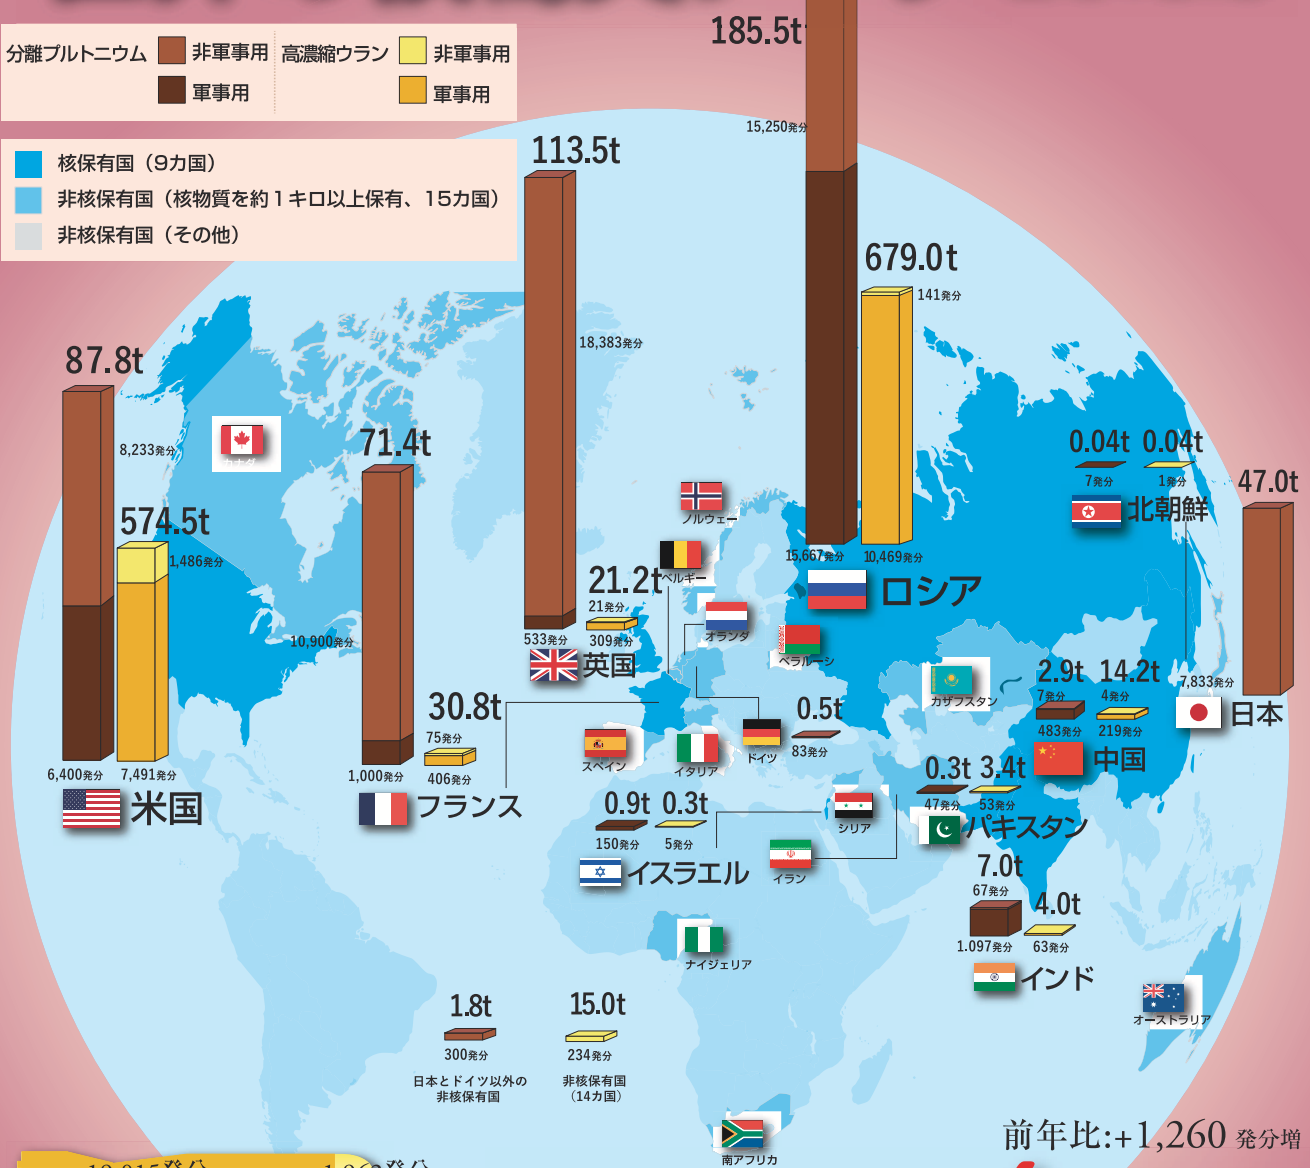 分離プルトニウム 非軍事用 高濃縮ウラン 非軍事用
軍事用 軍事用
核保有国（9カ国）
非核保有国（核物質を約1キロ以上保有、15カ国）
非核保有国（その他）
185.5t
15,250発分
15,667発分
679.0t
141発分
10,469発分
ロシア
113.5t
18,383発分
533発分
21.2t
21発分
309発分
英国
87.8t
8,233発分
6,400発分
574.5t
1,486発分
7,491発分
米国
71.4t
10,900発分
1,000発分
30.8t
75発分
406発分
フランス
ノルウェー
ベルギー
オランダ
ベラルーシ
カザフスタン
スペイン
イタリア
ドイツ
0.5t
83発分
0.04t 0.04t
7発分 1発分
北朝鮮
47.0t
7,833発分
日本
2.9t 14.2t
7発分 4発分
483発分 219発分
中国
0.3t 3.4t
47発分 53発分
パキスタン
0.9t 0.3t
150発分 5発分
イスラエル
シリア
イラン
7.0t
67発分
4.0t
1.097発分 63発分
インド
ナイジェリア
オーストラリア
南アフリカ
1.8t 15.0t
300発分 234発分
日本とドイツ以外の
非核保有国
非核保有国
（14カ国）
前年比:+1,260 発分増